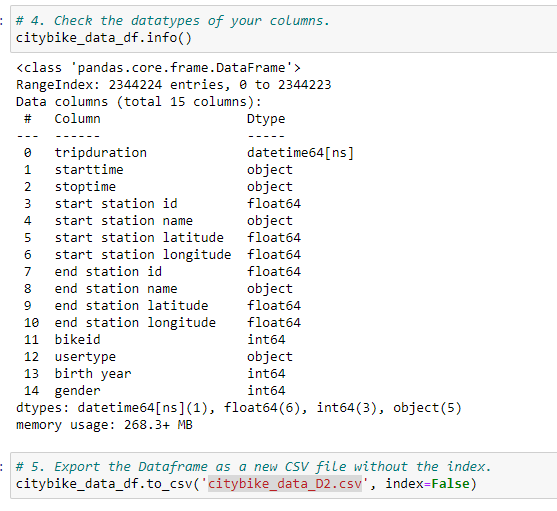 # 4. Check the datatypes of your columns.
citybike_data_df.info()
<class 'pandas.core.frame.DataFrame'>
RangeIndex: 2344224 entries, 0 to 2344223
Data columns (total 15 columns):
 #   Column                   Dtype
---  ------                   -----
 0   tripduration             datetime64[ns]
 1   starttime                object
 2   stoptime                 object
 3   start station id         float64
 4   start station name       object
 5   start station latitude   float64
 6   start station longitude  float64
 7   end station id           float64
 8   end station name         object
 9   end station latitude     float64
 10  end station longitude    float64
 11  bikeid                   int64
 12  usertype                 object
 13  birth year               int64
 14  gender                   int64
dtypes: datetime64[ns](1), float64(6), int64(3), object(5)
memory usage: 268.3+ MB
# 5. Export the Dataframe as a new CSV file without the index.
citybike_data_df.to_csv('citybike_data_D2.csv', index=False)